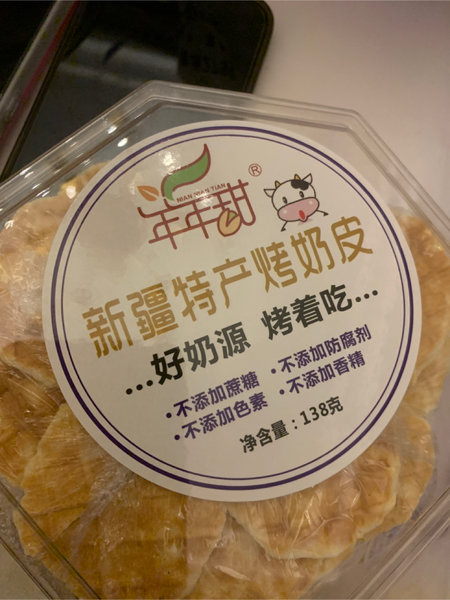 NIAN NIAN TIAN
年年甜®
新疆特产烤奶皮
...好奶源 烤着吃...
·不添加蔗糖 ·不添加防腐剂
·不添加色素 ·不添加香精
净含量：138克